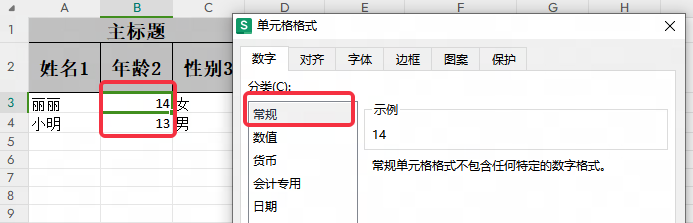 A B C D E F G H
S 单元格格式
1 主标题
数字 对齐 字体 边框 图案 保护
2 姓名1 年龄2 性别3
分类(C):
3 丽丽 14 女
常规
示例
14
4 小明 13 男
数值
5
货币
常规单元格格式不包含任何特定的数字格式。
6
7
会计专用
8
日期
9